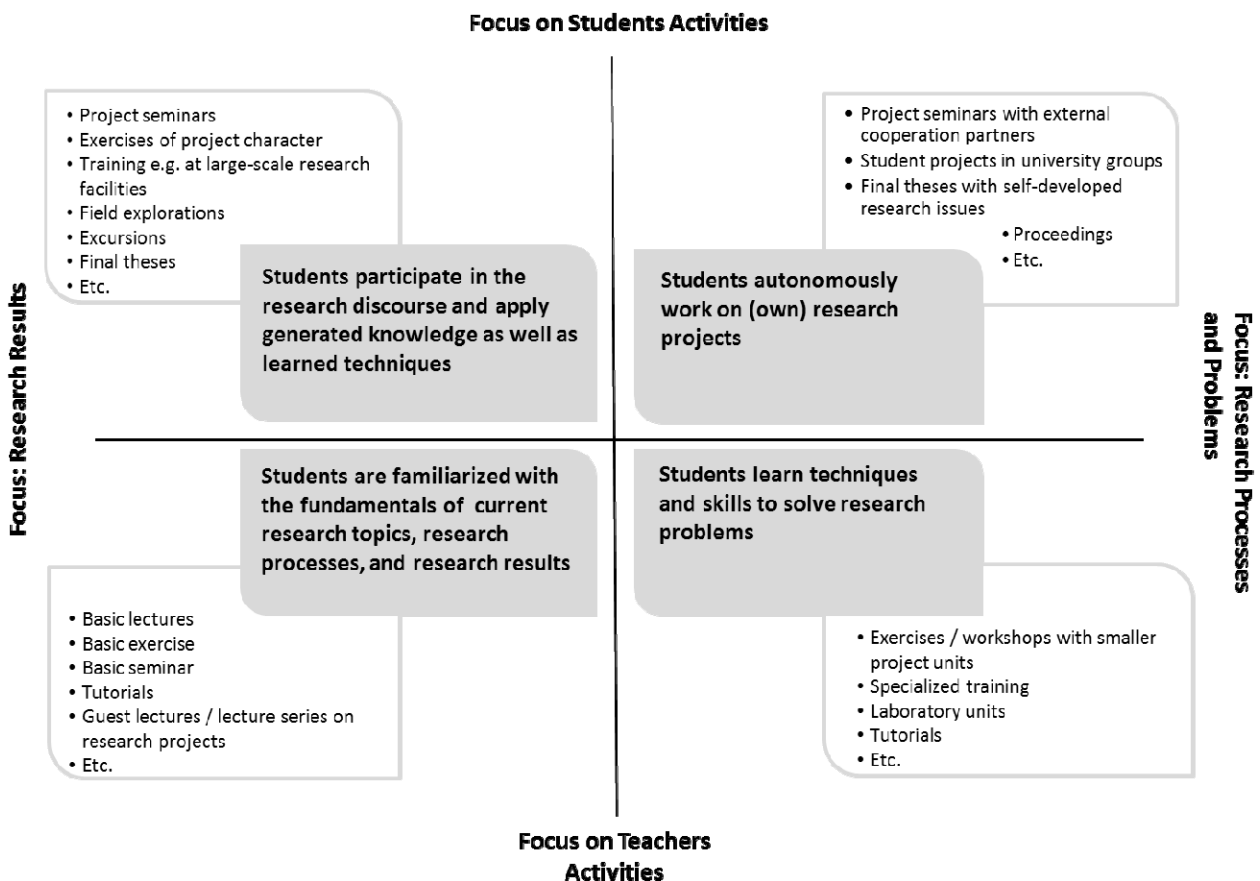 Focus on Students Activities
• Project seminars
• Exercises of project character
• Training e.g. at large-scale research
facilities
• Field explorations
• Excursions
• Final theses
• Etc.
Students participate in the
research discourse and apply
generated knowledge as well as
learned techniques
• Project seminars with external
cooperation partners
• Student projects in university groups
• Final theses with self-developed
research issues
• Proceedings
• Etc.
Students autonomously
work on (own) research
projects
Focus: Research Results
Focus: Research Processes
and Problems
Students are familiarized with
the fundamentals of current
research topics, research
processes, and research results
• Basic lectures
• Basic exercise
• Basic seminar
• Tutorials
• Guest lectures / lecture series on
research projects
• Etc.
Students learn techniques
and skills to solve research
problems
• Exercises / workshops with smaller
project units
• Specialized training
• Laboratory units
• Tutorials
• Etc.
Focus on Teachers
Activities